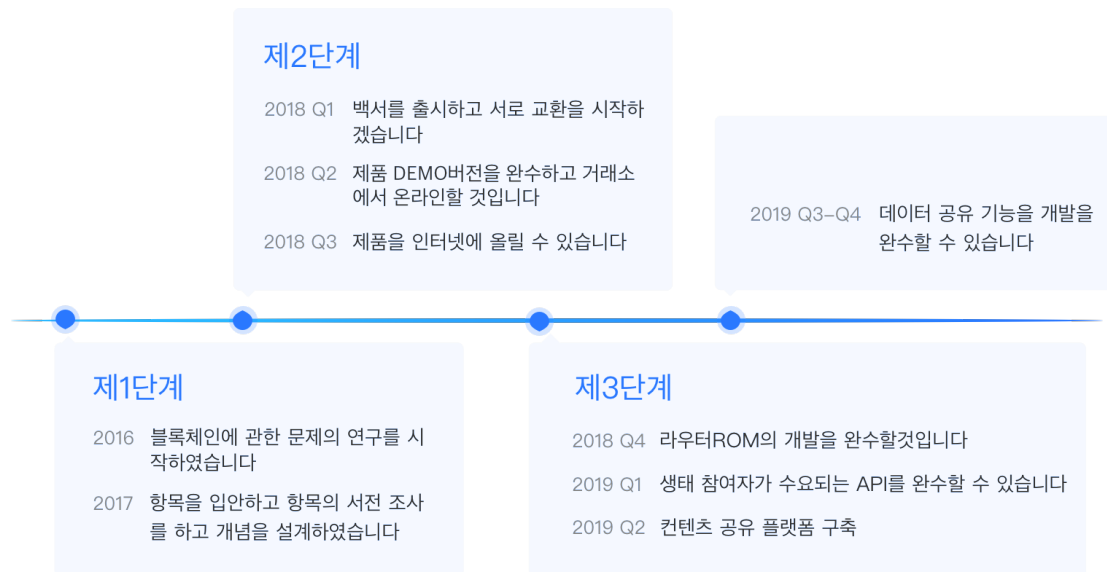 제2단계
2018 Q1 백서를 출시하고 서로 교환을 시작하
겠습니다
2018 Q2 제품 DEMO버전을 완수하고 거래소
에서 온라인할 것입니다
2018 Q3 제품을 인터넷에 올릴 수 있습니다
2019 Q3–Q4 데이터 공유 기능을 개발을
완수할 수 있습니다
제1단계
2016 블록체인에 관한 문제의 연구를 시
작하였습니다
2017 항목을 입안하고 항목의 서전 조사
를 하고 개념을 설계하였습니다
제3단계
2018 Q4 라우터ROM의 개발을 완수할것입니다
2019 Q1 생태 참여자가 수요되는 API를 완수할 수 있습니다
2019 Q2 컨텐츠 공유 플랫폼 구축